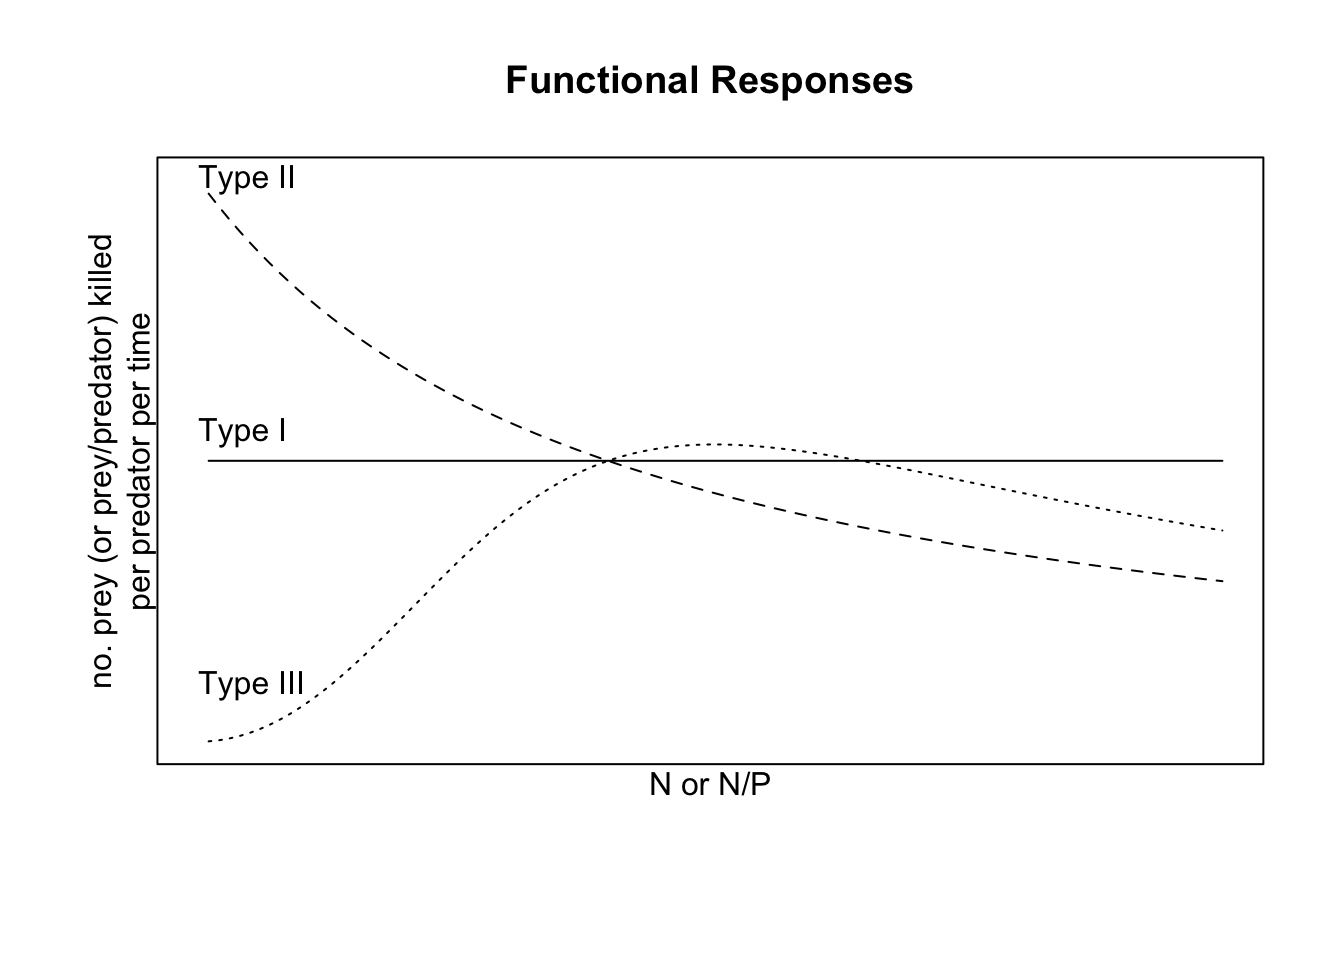 Functional Responses
Type II
Type I
Type III
no. prey (or prey/predator) killed
per predator per time
N or N/P